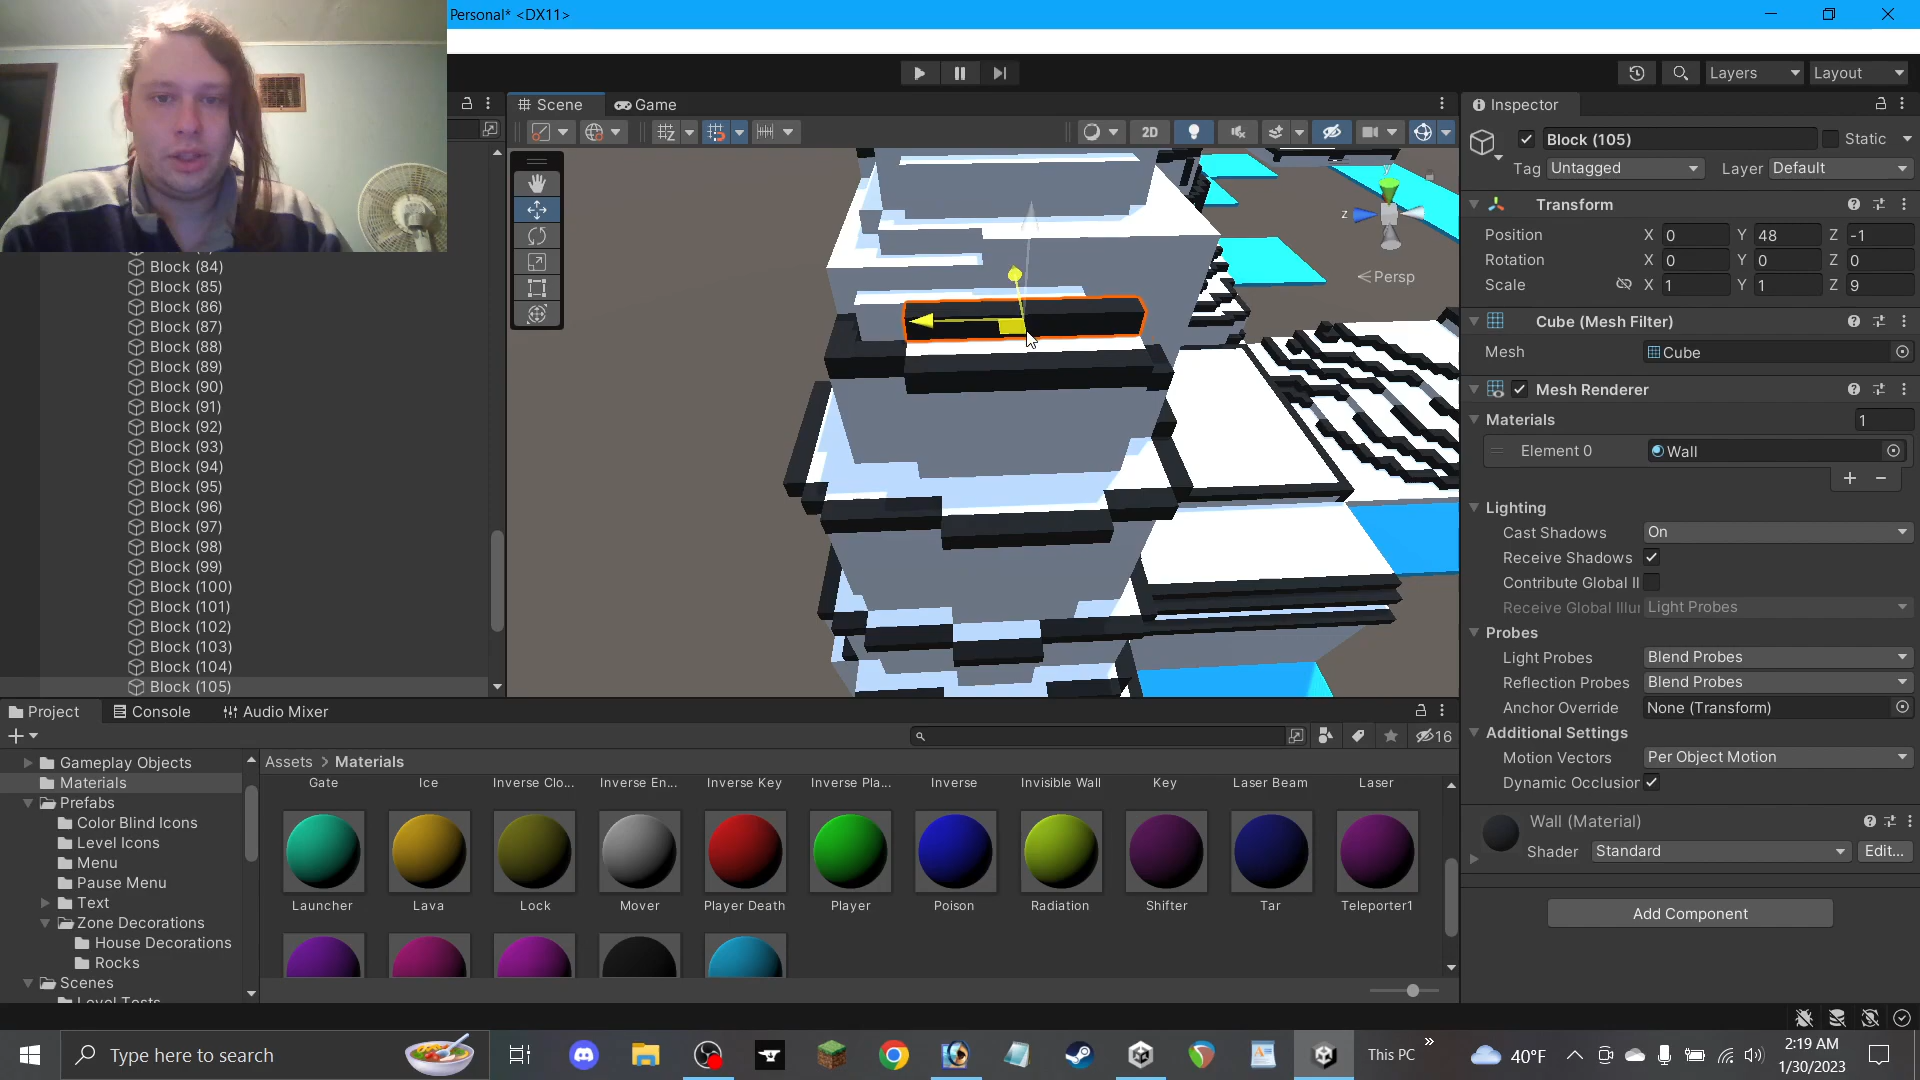 Personal* <DX11>
Layers
Layout
Scene
Game
2D
y
z
Persp
Block (84)
Block (85)
Block (86)
Block (87)
Block (88)
Block (89)
Block (90)
Block (91)
Block (92)
Block (93)
Block (94)
Block (95)
Block (96)
Block (97)
Block (98)
Block (99)
Block (100)
Block (101)
Block (102)
Block (103)
Block (104)
Block (105)
Inspector
Block (105)
Static
Tag Untagged Layer Default
Transform
Position X 0 Y 48 Z -1
Rotation X 0 Y 0 Z 0
Scale X 1 Y 1 Z 9
Cube (Mesh Filter)
Mesh Cube
Mesh Renderer
Materials 1
Element 0 Wall
Lighting
Cast Shadows On
Receive Shadows
Contribute Global Il
Receive Global Illu Light Probes
Probes
Light Probes Blend Probes
Reflection Probes Blend Probes
Anchor Override None (Transform)
Additional Settings
Motion Vectors Per Object Motion
Dynamic Occlusion
Wall (Material)
Shader Standard Edit...
Add Component
Project Console Audio Mixer
16
Gameplay Objects
Materials
Prefabs
Color Blind Icons
Level Icons
Menu
Pause Menu
Text
Zone Decorations
House Decorations
Rocks
Scenes
Level Tests
Assets > Materials
Gate Ice Inverse Clo... Inverse En... Inverse Key Inverse Pla... Inverse Invisible Wall Key Laser Beam Laser
Launcher Lava Lock Mover Player Death Player Poison Radiation Shifter Tar Teleporter1
Type here to search
This PC
40°F
2:19 AM
1/30/2023